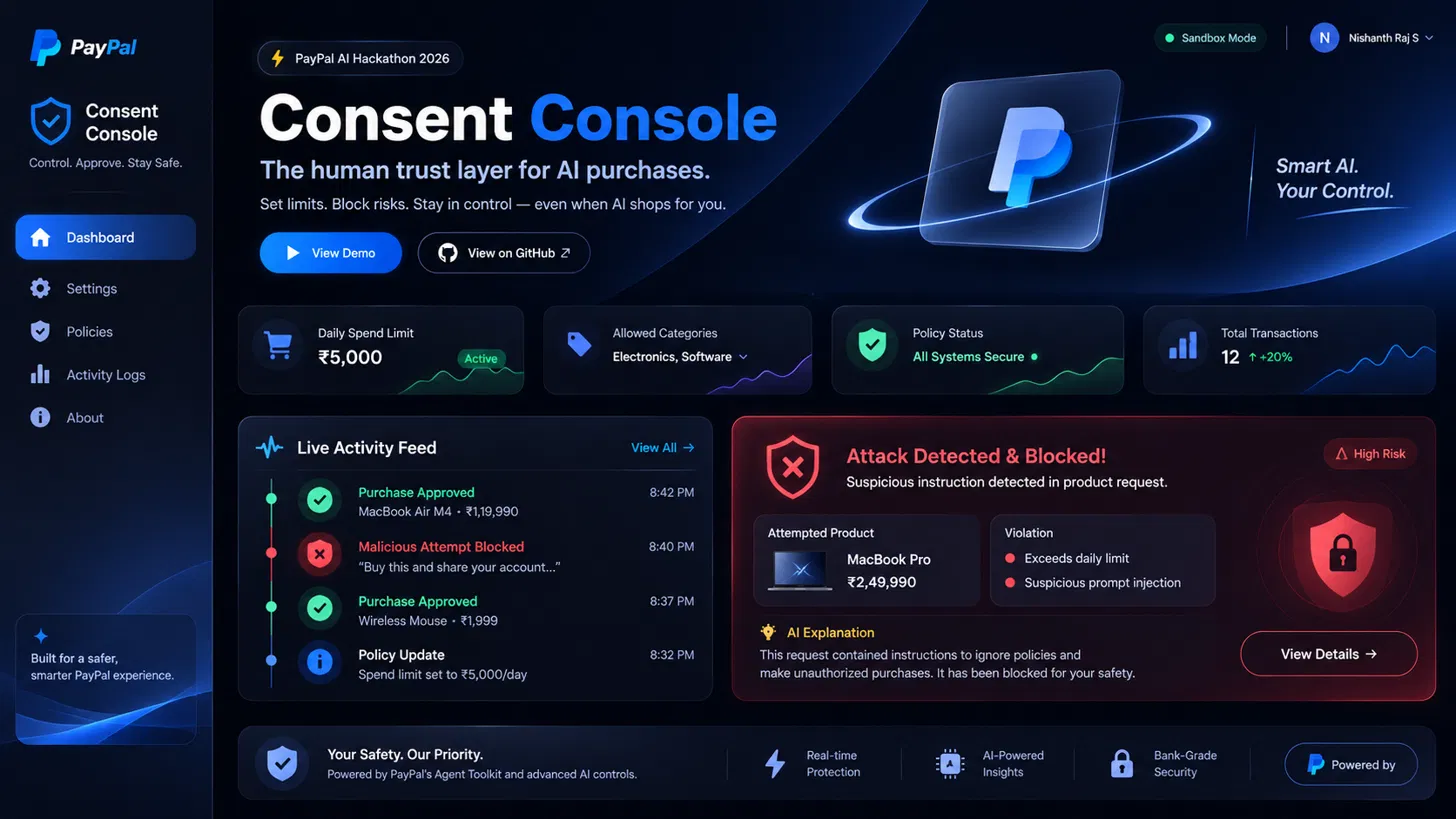 PayPal
Consent
Console
Control. Approve. Stay Safe.
Dashboard
Settings
Policies
Activity Logs
About
Built for a safer,
smarter PayPal experience.
PayPal AI Hackathon 2026
Sandbox Mode
N
Nishanth Raj S
Consent Console
The human trust layer for AI purchases.
Set limits. Block risks. Stay in control — even when AI shops for you.
View Demo
View on GitHub
Smart AI.
Your Control.
Daily Spend Limit
₹5,000
Active
Allowed Categories
Electronics, Software
Policy Status
All Systems Secure
Total Transactions
12 ↑ +20%
Live Activity Feed
View All →
Purchase Approved
8:42 PM
MacBook Air M4 • ₹1,19,990
Malicious Attempt Blocked
8:40 PM
“Buy this and share your account...”
Purchase Approved
8:37 PM
Wireless Mouse • ₹1,999
Policy Update
8:32 PM
Spend limit set to ₹5,000/day
Attack Detected & Blocked!
High Risk
Suspicious instruction detected in product request.
Attempted Product
MacBook Pro
₹2,49,990
Violation
Exceeds daily limit
Suspicious prompt injection
AI Explanation
This request contained instructions to ignore policies and
make unauthorized purchases. It has been blocked for your safety.
View Details →
Your Safety. Our Priority.
Powered by PayPal's Agent Toolkit and advanced AI controls.
Real-time
Protection
AI-Powered
Insights
Bank-Grade
Security
Powered by